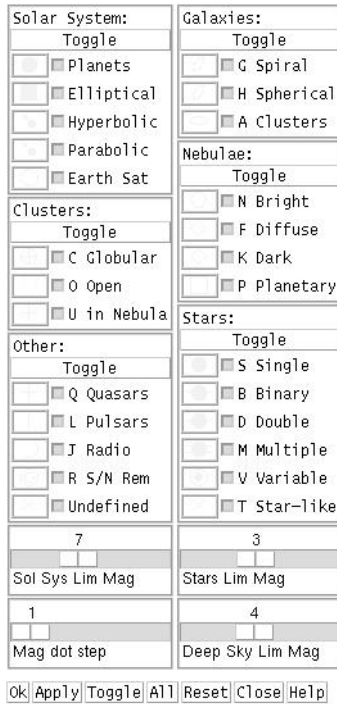 Solar System:
Toggle
Planets
Elliptical
Hyperbolic
Parabolic
Earth Sat
Clusters:
Toggle
C Globular
O Open
U in Nebula
Other:
Toggle
Q Quasars
L Pulsars
J Radio
R S/N Rem
Undefined
7
Sol Sys Lim Mag
1
Mag dot step
Galaxies:
Toggle
G Spiral
H Spherical
A Clusters
Nebulae:
Toggle
N Bright
F Diffuse
K Dark
P Planetary
Stars:
Toggle
S Single
B Binary
D Double
M Multiple
V Variable
T Star-like
3
Stars Lim Mag
4
Deep Sky Lim Mag
Ok Apply Toggle All Reset Close Help